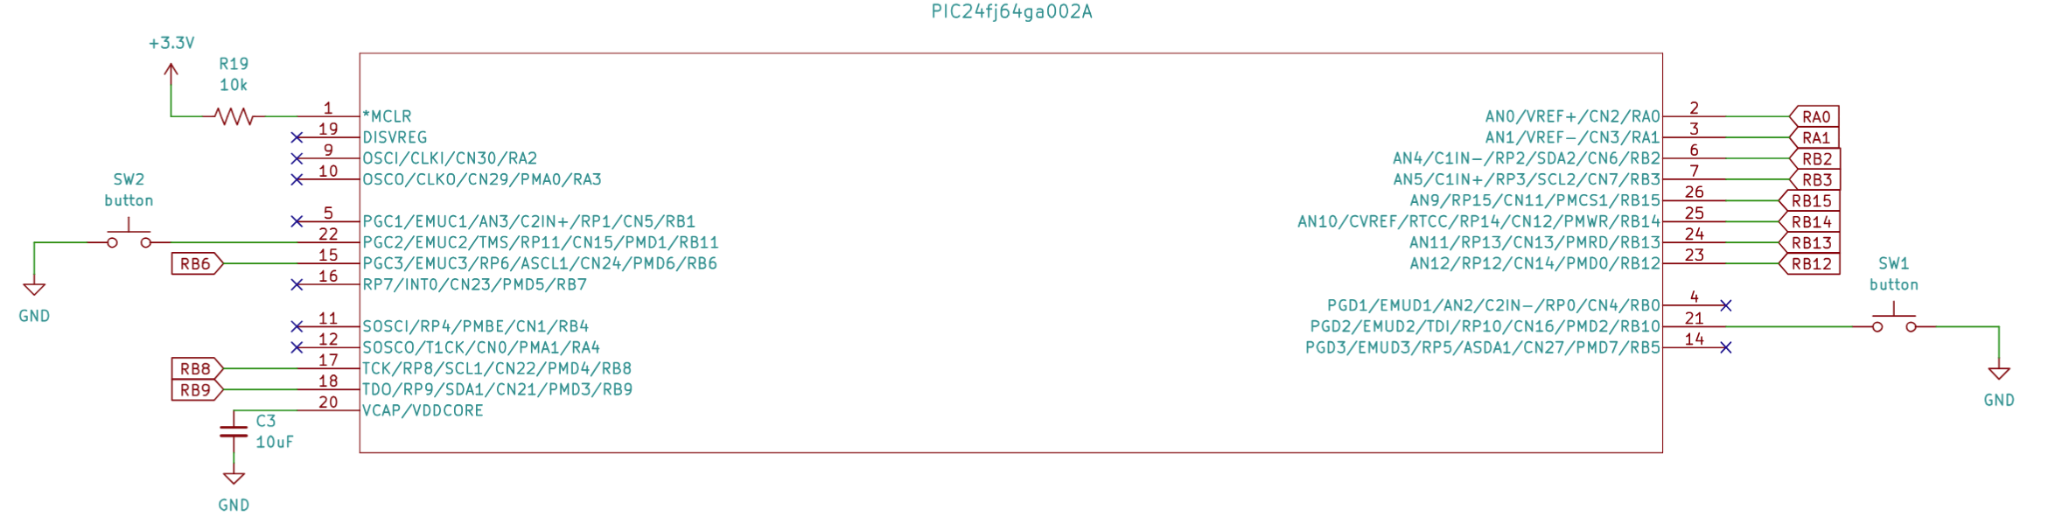 PIC24fj64ga002A
+3.3V
R19
10k
1
*MCLR
19
DISVREG
9
OSCI/CLKI/CN30/RA2
10
OSCO/CLKO/CN29/PMA0/RA3
SW2
button
5
PGC1/EMUC1/AN3/C2IN+/RP1/CN5/RB1
22
PGC2/EMUC2/TMS/RP11/CN15/PMD1/RB11
RB6
15
PGC3/EMUC3/RP6/ASCL1/CN24/PMD6/RB6
16
RP7/INT0/CN23/PMD5/RB7
GND
11
SOSCI/RP4/PMBE/CN1/RB4
12
SOSCO/T1CK/CN0/PMA1/RA4
RB8
17
TCK/RP8/SCL1/CN22/PMD4/RB8
RB9
18
TDO/RP9/SDA1/CN21/PMD3/RB9
20
VCAP/VDDCORE
C3
10uF
GND
AN0/VREF+/CN2/RA0
2
RA0
AN1/VREF-/CN3/RA1
3
RA1
AN4/C1IN-/RP2/SDA2/CN6/RB2
6
RB2
AN5/C1IN+/RP3/SCL2/CN7/RB3
7
RB3
AN9/RP15/CN11/PMCS1/RB15
26
RB15
AN10/CVREF/RTCC/RP14/CN12/PMWR/RB14
25
RB14
AN11/RP13/CN13/PMRD/RB13
24
RB13
AN12/RP12/CN14/PMD0/RB12
23
RB12
SW1
button
PGD1/EMUD1/AN2/C2IN-/RP0/CN4/RB0
4
PGD2/EMUD2/TDI/RP10/CN16/PMD2/RB10
21
PGD3/EMUD3/RP5/ASDA1/CN27/PMD7/RB5
14
GND